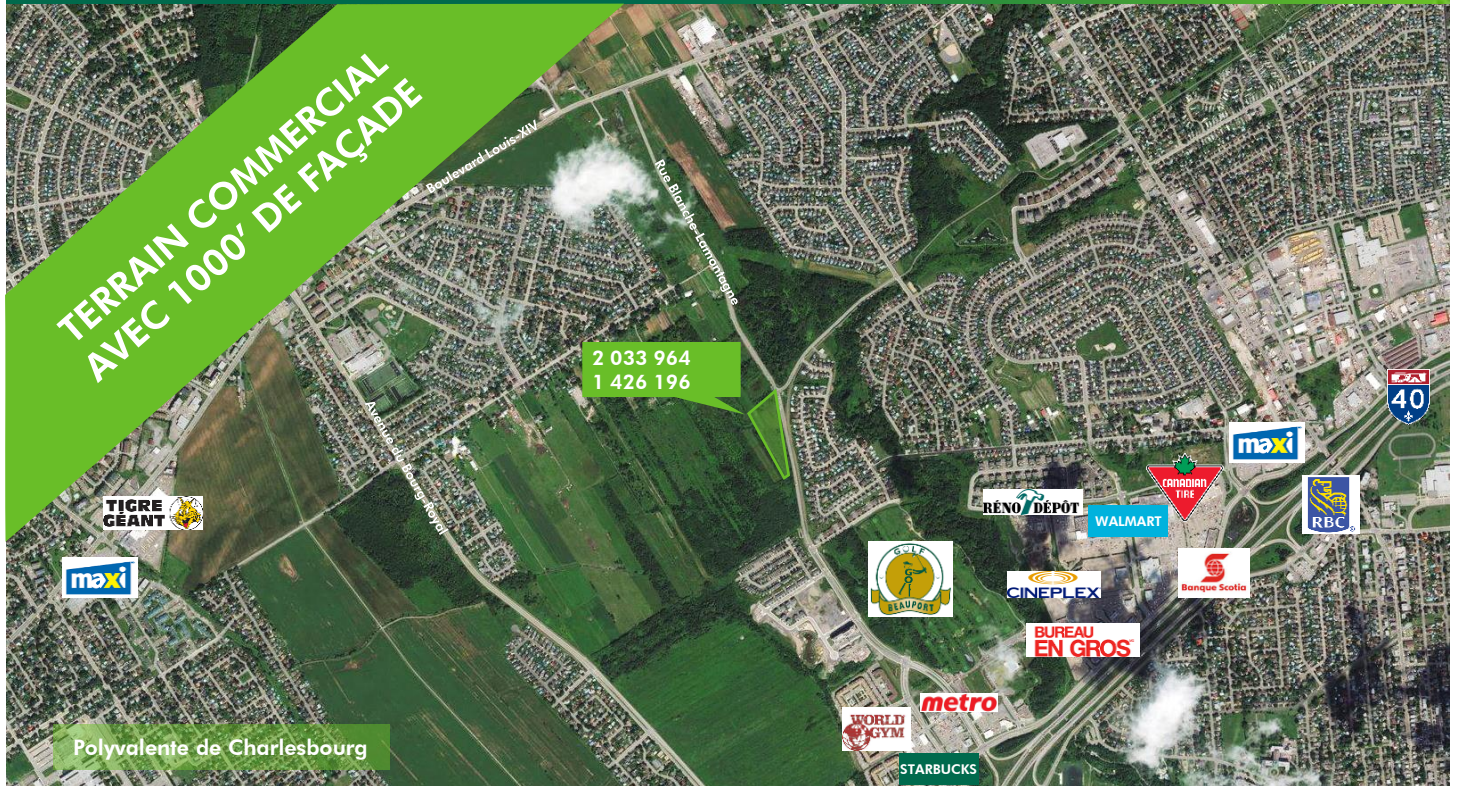 TERRAIN COMMERCIAL
AVEC 1000’ DE FAÇADE
Boulevard Louis-XIV
Rue Blanche-Lamontagne
2 033 964
1 426 196
Avenue du Bourg-Royal
40
maxi
CANADIAN
TIRE
TIGRE
GÉANT
RÉNO DÉPÔT
WALMART
RBC
maxi
GOLF
BEAUPORT
CINEPLEX
Banque Scotia
BUREAU
EN GROS
metro
WORLD
GYM
Polyvalente de Charlesbourg
STARBUCKS